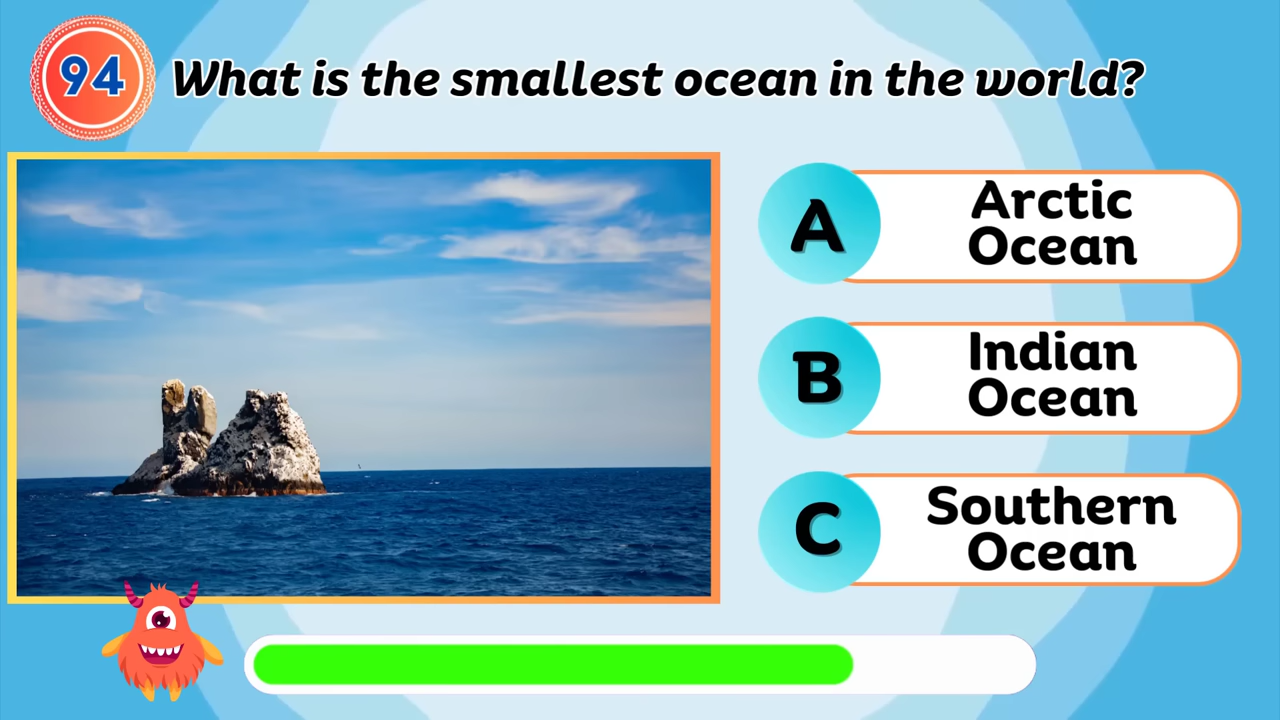 94
What is the smallest ocean in the world?
A
Arctic
Ocean
B
Indian
Ocean
C
Southern
Ocean